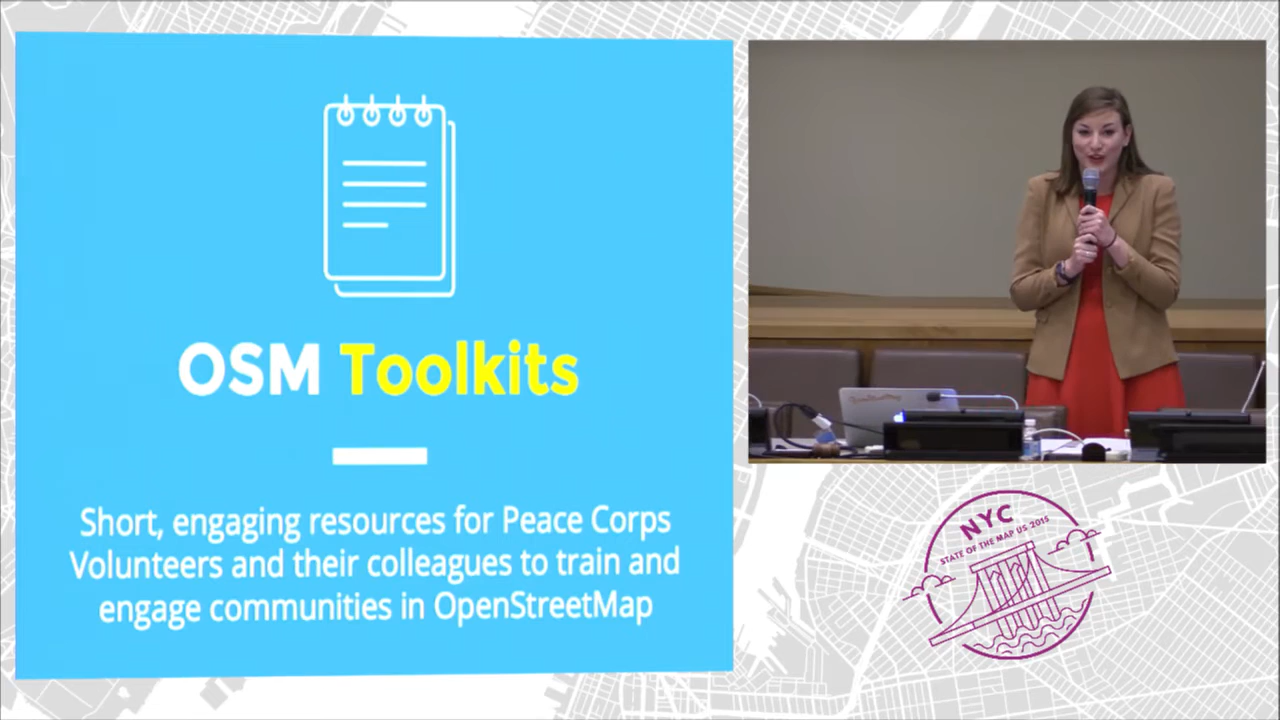 OSM Toolkits
Short, engaging resources for Peace Corps
Volunteers and their colleagues to train and
engage communities in OpenStreetMap
OpenStreetMap
NYC
STATE OF THE MAP US 2015